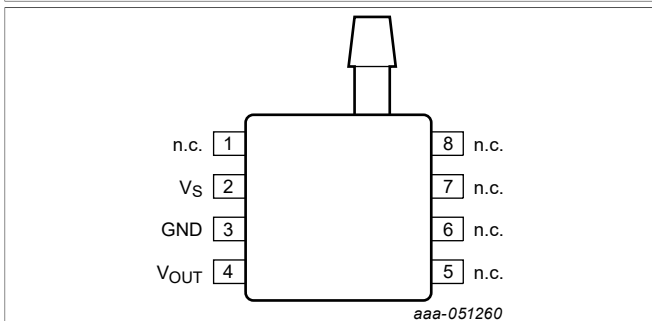 n.c. 1 8 n.c.
VS 2 7 n.c.
GND 3 6 n.c.
VOUT 4 5 n.c.
aaa-051260